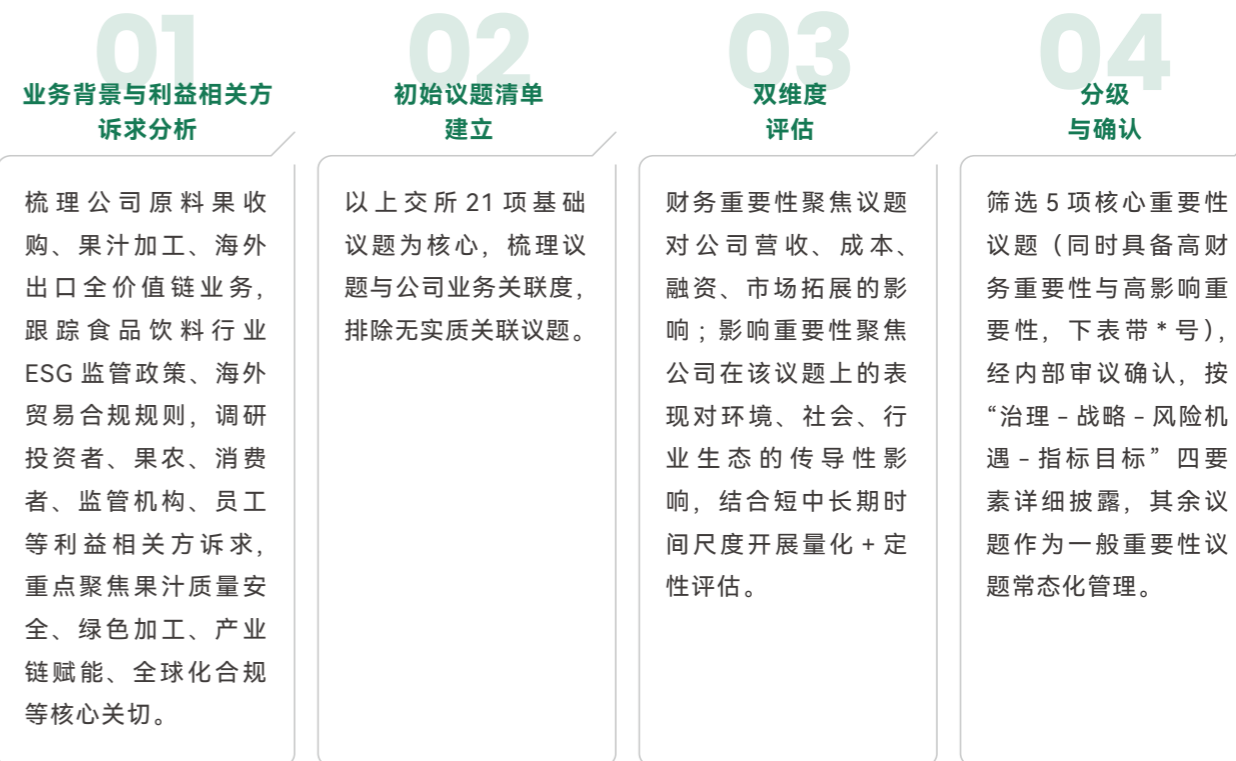 01
业务背景与利益相关方
诉求分析
梳理公司原料果收
购、果汁加工、海外
出口全价值链业务,
跟踪食品饮料行业
ESG 监管政策、海外
贸易合规规则，调研
投资者、果农、消费
者、监管机构、员工
等利益相关方诉求,
重点聚焦果汁质量安
全、绿色加工、产业
链赋能、全球化合规
等核心关切。
02
初始议题清单
建立
以上交所 21 项基础
议题为核心，梳理议
题与公司业务关联度,
排除无实质关联议题。
03
双维度
评估
财务重要性聚焦议题
对公司营收、成本、
融资、市场拓展的影
响；影响重要性聚焦
公司在该议题上的表
现对环境、社会、行
业生态的传导性影
响，结合短中长期时
间尺度开展量化 + 定
性评估。
04
分级
与确认
筛选 5 项核心重要性
议题（同时具备高财
务重要性与高影响重
要性，下表带 * 号）,
经内部审议确认，按
“治理 – 战略 – 风险机
遇 – 指标目标”四要
素详细披露，其余议
题作为一般重要性议
题常态化管理。